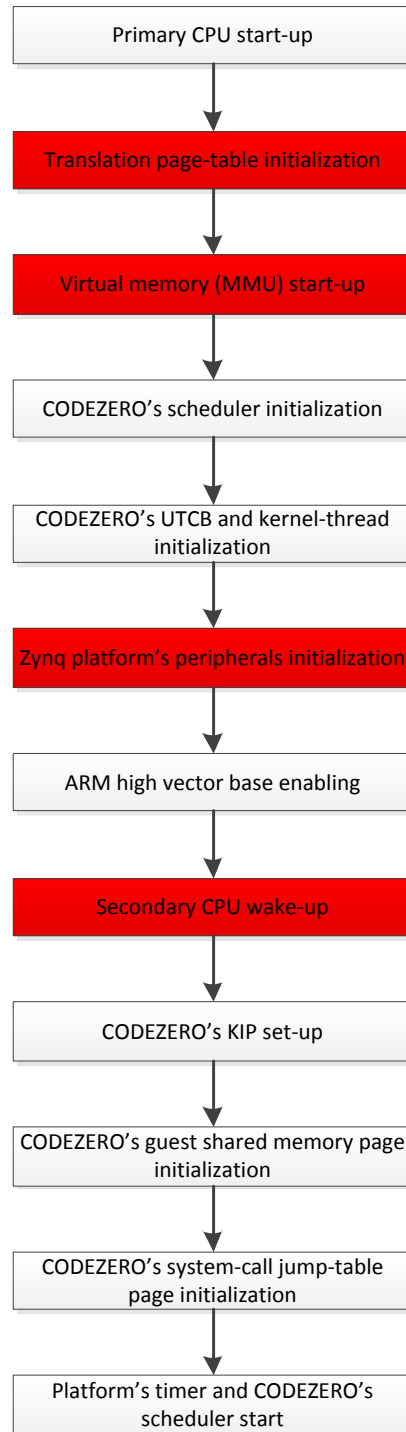 Primary CPU start-up
Translation page-table initialization
Virtual memory (MMU) start-up
CODEZERO’s scheduler initialization
CODEZERO’s UTCB and kernel-thread
initialization
Zynq platform’s peripherals initialization
ARM high vector base enabling
Secondary CPU wake-up
CODEZERO’s KIP set-up
CODEZERO’s guest shared memory page
initialization
CODEZERO’s system-call jump-table
page initialization
Platform’s timer and CODEZERO’s
scheduler start